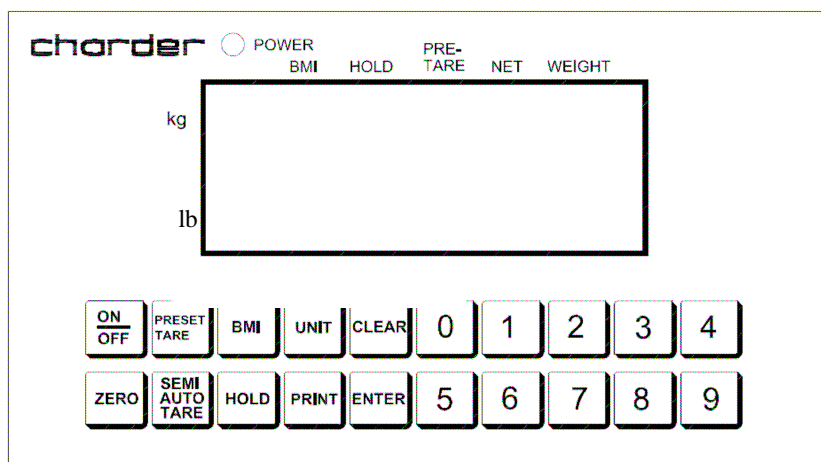 charder POWER
BMI HOLD PRE-TARE NET WEIGHT
kg
lb
ON OFF PRESET TARE BMI UNIT CLEAR 0 1 2 3 4
ZERO SEMI AUTO TARE HOLD PRINT ENTER 5 6 7 8 9